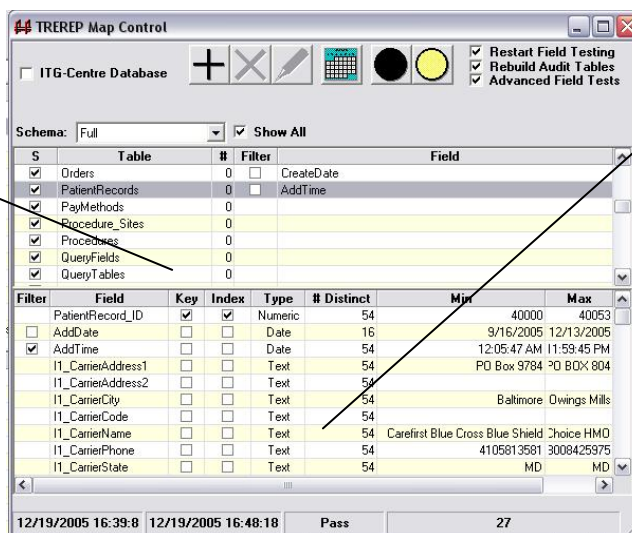 TREREP Map Control
ITG-Centre Database
Restart Field Testing
Rebuild Audit Tables
Advanced Field Tests
Schema: Full Show All
S Table # Filter Field
Orders 0 CreateDate
PatientRecords 0 AddTime
PayMethods 0
Procedure_Sites 0
Procedures 0
QueryFields 0
QueryTables 0
Filter Field Key Index Type # Distinct Min Max
PatientRecord_ID Numeric 54 40000 40053
AddDate Date 16 9/16/2005 12/13/2005
AddTime Date 54 12:05:47 AM 11:59:45 PM
I1_CarrierAddress1 Text 54 PO Box 9784 PO BOX 804
I1_CarrierAddress2 Text 54
I1_CarrierCity Text 54 Baltimore Owings Mills
I1_CarrierCode Text 54
I1_CarrierName Text 54 Carefirst Blue Cross Blue Shield Choice HMO
I1_CarrierPhone Text 54 4105813581 8008425975
I1_CarrierState Text 54 MD MD
12/19/2005 16:39:8 12/19/2005 16:48:18 Pass 27